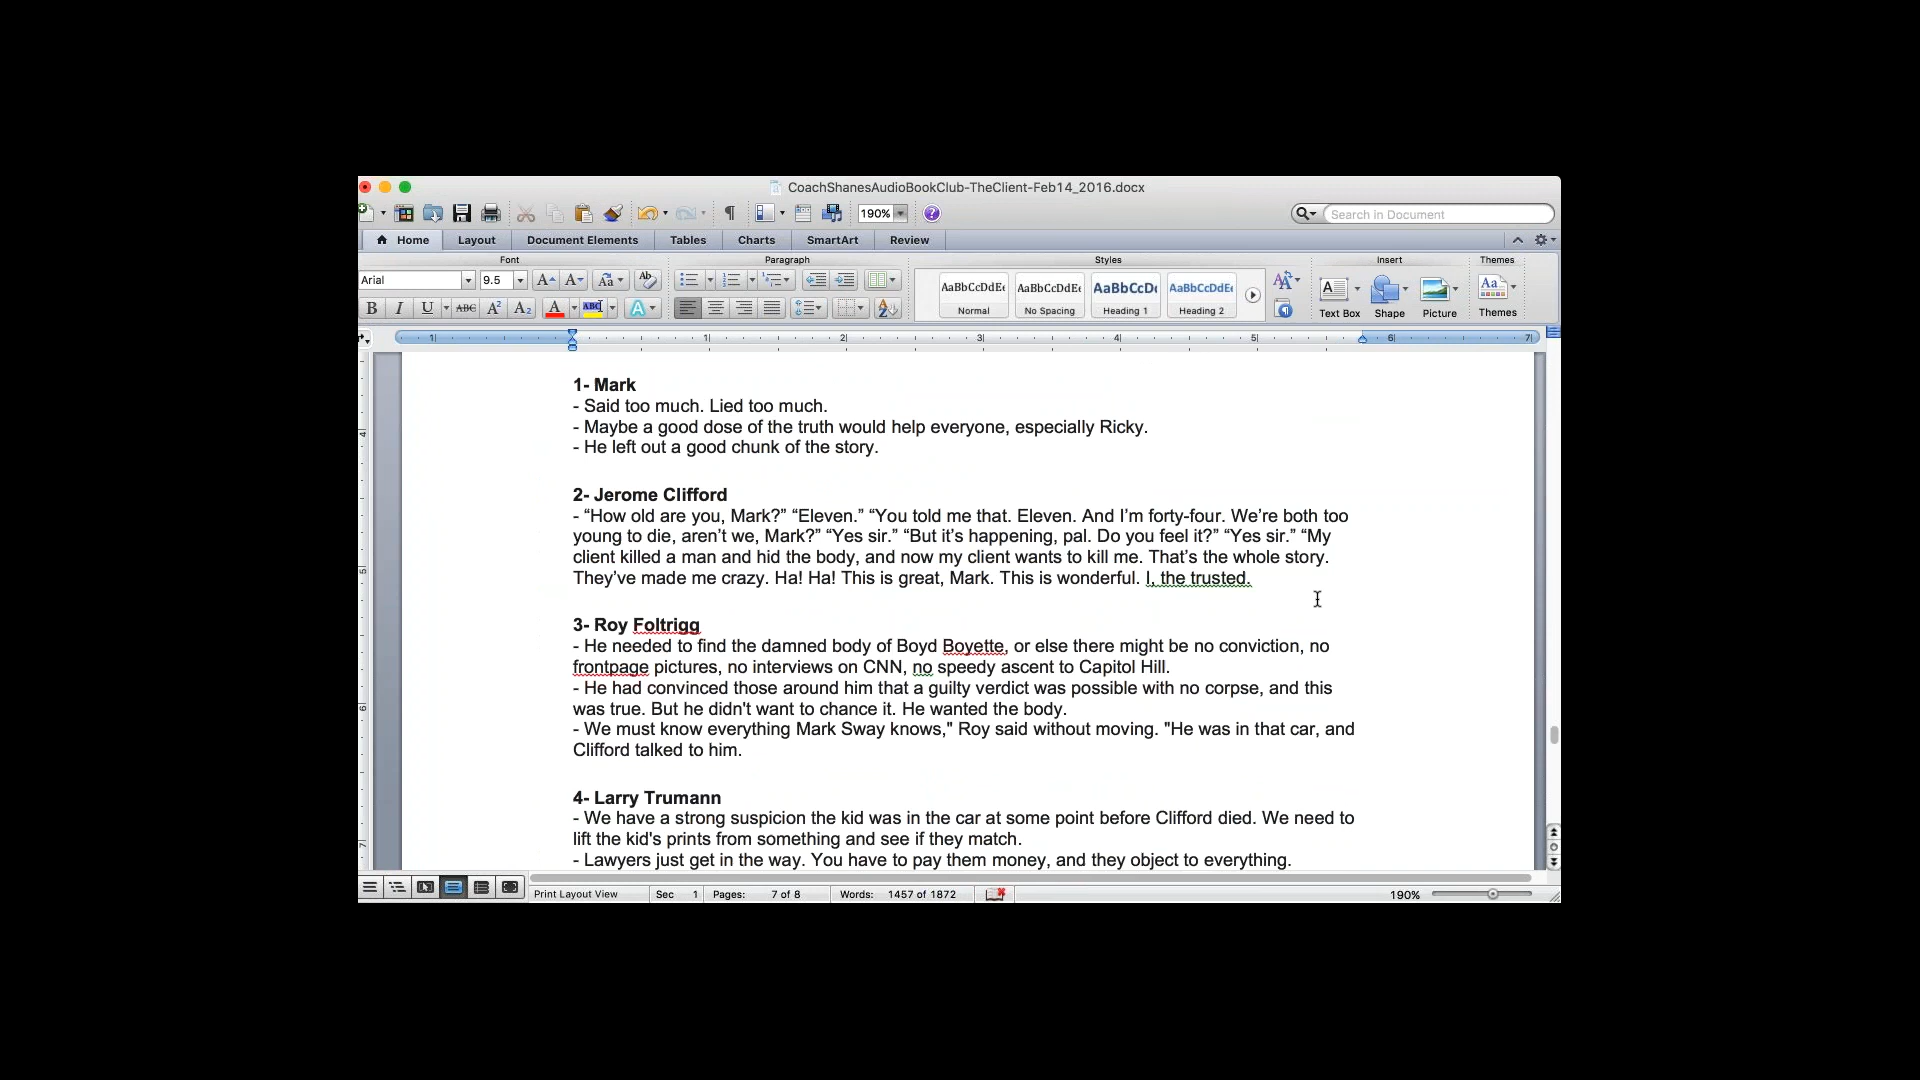 CoachShanesAudioBookClub-TheClient-Feb14_2016.docx
190%
Search in Document
Home Layout Document Elements Tables Charts SmartArt Review
Font Paragraph Styles Insert Themes
Arial 9.5
AaBbCcDdEe AaBbCcDdEe AaBbCcDe AaBbCcDdEe
Normal No Spacing Heading 1 Heading 2 Text Box Shape Picture Themes
1 1 2 3 4 5 6 7
1- Mark
- Said too much. Lied too much.
- Maybe a good dose of the truth would help everyone, especially Ricky.
- He left out a good chunk of the story.
2- Jerome Clifford
- “How old are you, Mark?” “Eleven.” “You told me that. Eleven. And I’m forty-four. We’re both too
young to die, aren’t we, Mark?” “Yes sir.” “But it’s happening, pal. Do you feel it?” “Yes sir.” “My
client killed a man and hid the body, and now my client wants to kill me. That’s the whole story.
They’ve made me crazy. Ha! Ha! This is great, Mark. This is wonderful. I, the trusted.
3- Roy Foltrigg
- He needed to find the damned body of Boyd Boyette, or else there might be no conviction, no
frontpage pictures, no interviews on CNN, no speedy ascent to Capitol Hill.
- He had convinced those around him that a guilty verdict was possible with no corpse, and this
was true. But he didn't want to chance it. He wanted the body.
- We must know everything Mark Sway knows," Roy said without moving. "He was in that car, and
Clifford talked to him.
4- Larry Trumann
- We have a strong suspicion the kid was in the car at some point before Clifford died. We need to
lift the kid's prints from something and see if they match.
- Lawyers just get in the way. You have to pay them money, and they object to everything.
Print Layout View Sec 1 Pages: 7 of 8 Words: 1457 of 1872 190%